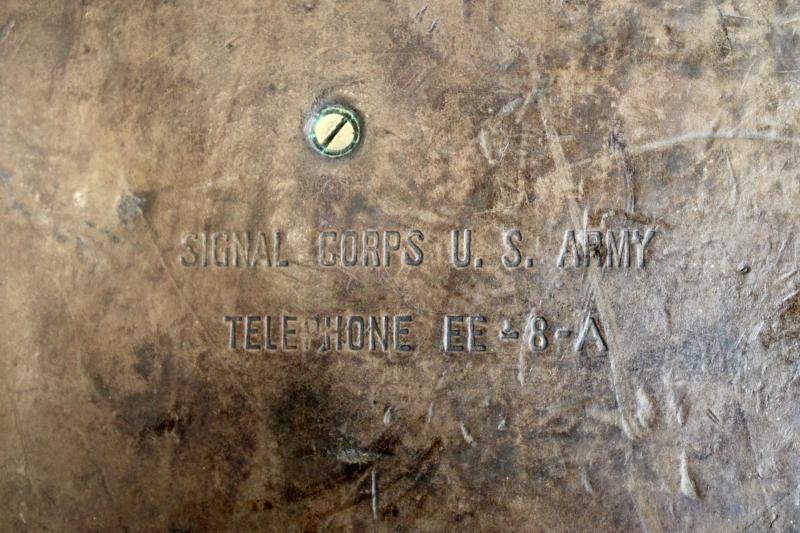 SIGNAL CORPS U. S. ARMY
TELEPHONE EE-8-A